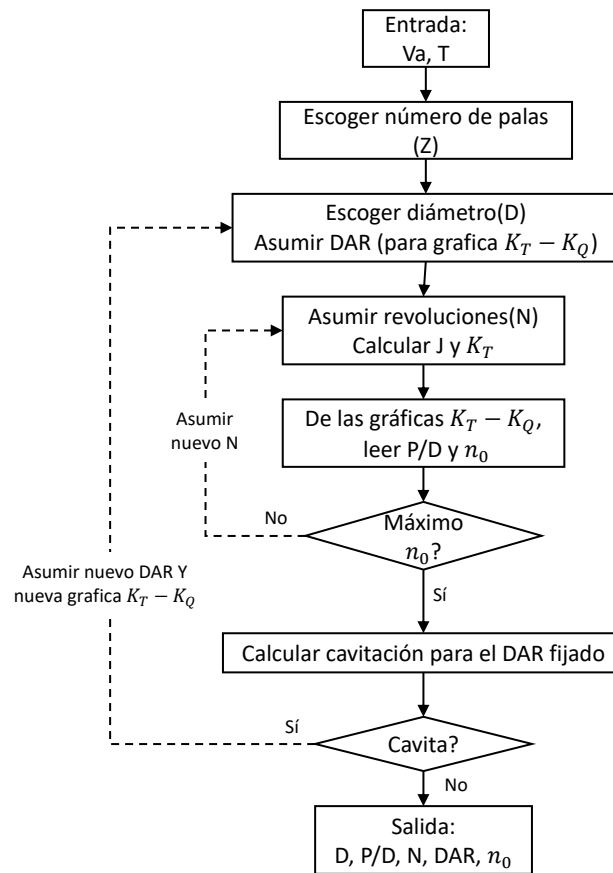 Entrada:
Va, T
Escoger número de palas
(Z)
Escoger diámetro(D)
Asumir DAR (para grafica $K_T - K_Q$)
Asumir revoluciones(N)
Calcular J y $K_T$
Asumir
nuevo N
De las gráficas $K_T - K_Q$,
leer P/D y $n_0$
No
Máximo
$n_0$?
Asumir nuevo DAR Y
nueva grafica $K_T - K_Q$
Sí
Calcular cavitación para el DAR fijado
Sí
Cavita?
No
Salida:
D, P/D, N, DAR, $n_0$